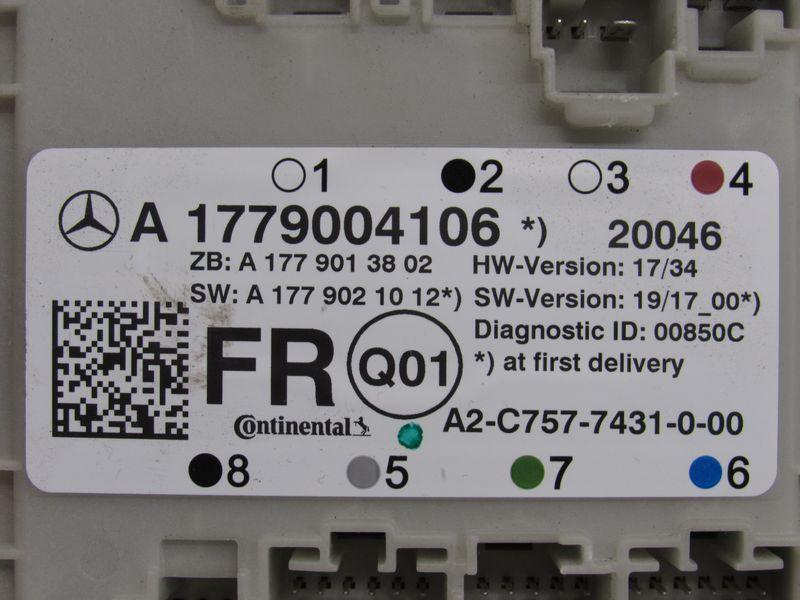 1 2 3 4
A 1779004106 *) 20046
ZB: A 177 901 38 02 HW-Version: 17/34
SW: A 177 902 10 12*) SW-Version: 19/17_00*)
Diagnostic ID: 00850C
FR Q01 *) at first delivery
Continental A2-C757-7431-0-00
8 5 7 6